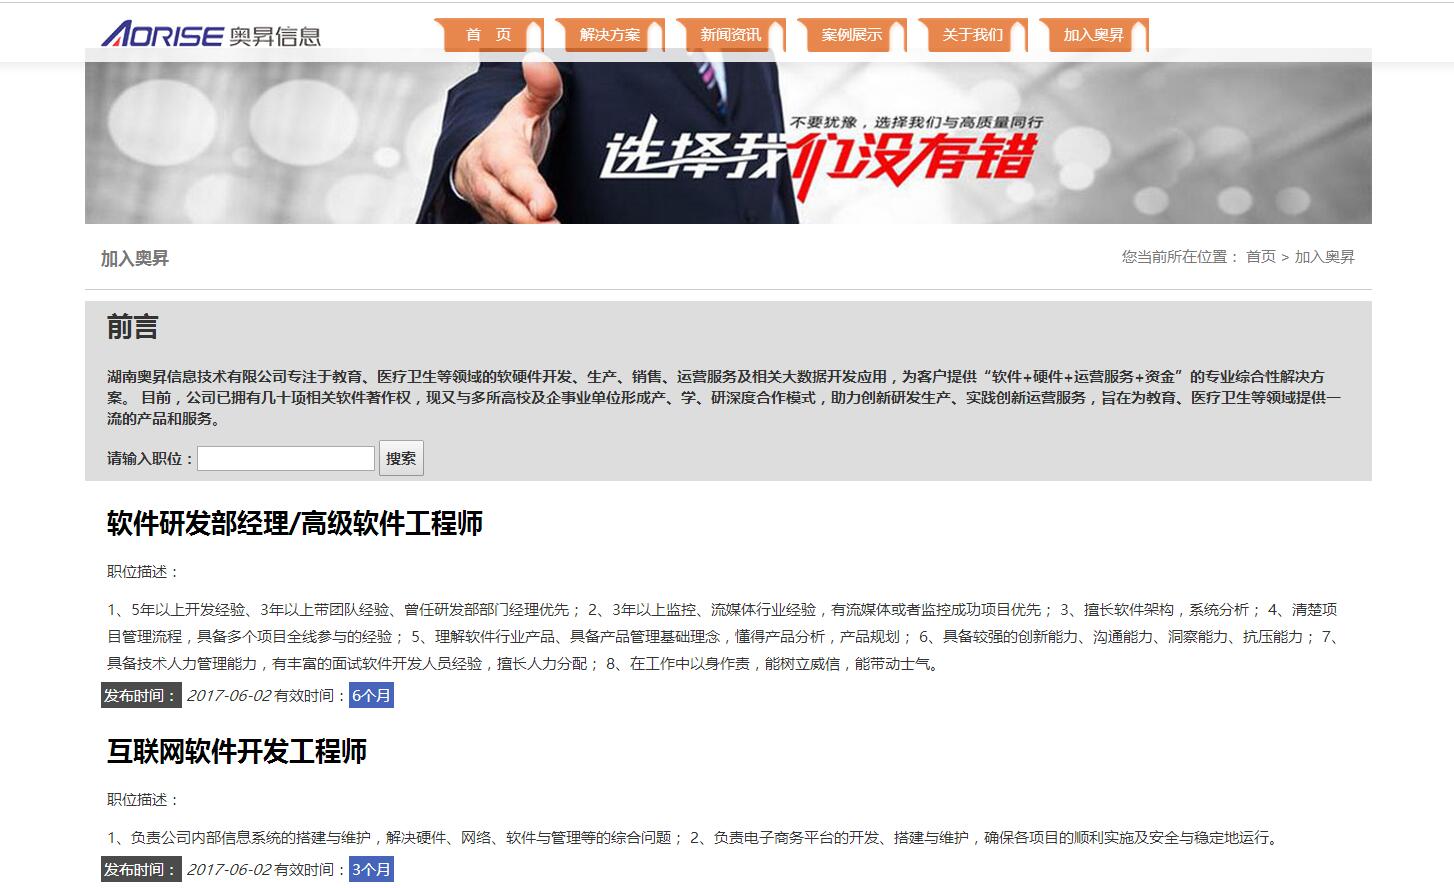 AORISE 奥昇信息
首 页 解决方案 新闻资讯 案例展示 关于我们 加入奥昇
不要犹豫，选择我们与高质量同行
选择我们没有错
加入奥昇
您当前所在位置： 首页 > 加入奥昇
前言
湖南奥昇信息技术有限公司专注于教育、医疗卫生等领域的软硬件开发、生产、销售、运营服务及相关大数据开发应用，为客户提供“软件+硬件+运营服务+资金”的专业综合性解决方
案。 目前，公司已拥有几十项相关软件著作权，现又与多所高校及企事业单位形成产、学、研深度合作模式，助力创新研发生产、实践创新运营服务，旨在为教育、医疗卫生等领域提供一
流的产品和服务。
请输入职位： 搜索
软件研发部经理/高级软件工程师
职位描述：
1、5年以上开发经验、3年以上带团队经验、曾任研发部部门经理优先； 2、3年以上监控、流媒体行业经验，有流媒体或者监控成功项目优先； 3、擅长软件架构，系统分析； 4、清楚项
目管理流程，具备多个项目全线参与的经验； 5、理解软件行业产品、具备产品管理基础理念，懂得产品分析，产品规划； 6、具备较强的创新能力、沟通能力、洞察能力、抗压能力； 7、
具备技术人力管理能力，有丰富的面试软件开发人员经验，擅长人力分配； 8、在工作中以身作责，能树立威信，能带动士气。
发布时间： 2017-06-02 有效时间：6个月
互联网软件开发工程师
职位描述：
1、负责公司内部信息系统的搭建与维护，解决硬件、网络、软件与管理等的综合问题； 2、负责电子商务平台的开发、搭建与维护，确保各项目的顺利实施及安全与稳定地运行。
发布时间： 2017-06-02 有效时间：3个月